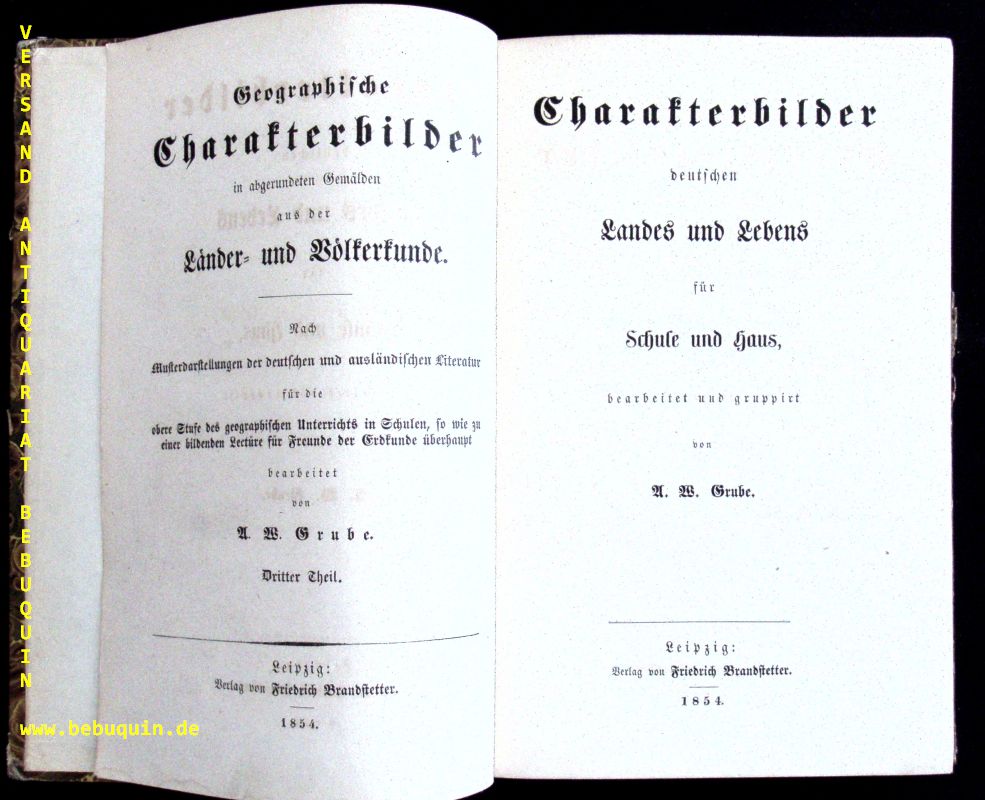 Geographische
Charakterbilder
in abgerundeten Gemälden
aus der
Länder- und Völkerkunde.
Nach
Musterdarstellungen der deutschen und ausländischen Literatur
für die
obere Stufe des geographischen Unterrichts in Schulen, so wie zu
einer bildenden Lectüre für Freunde der Erdkunde überhaupt
bearbeitet
von
A. W. Grube.
Dritter Theil.
Leipzig:
Verlag von Friedrich Brandstetter.
1854.
Charakterbilder
deutschen
Landes und Lebens
für
Schule und Haus,
bearbeitet und gruppirt
von
A. W. Grube.
Leipzig:
Verlag von Friedrich Brandstetter.
1854.
VERSAND ANTIQUARIAT BEBUQUIN
www.bebuquin.de